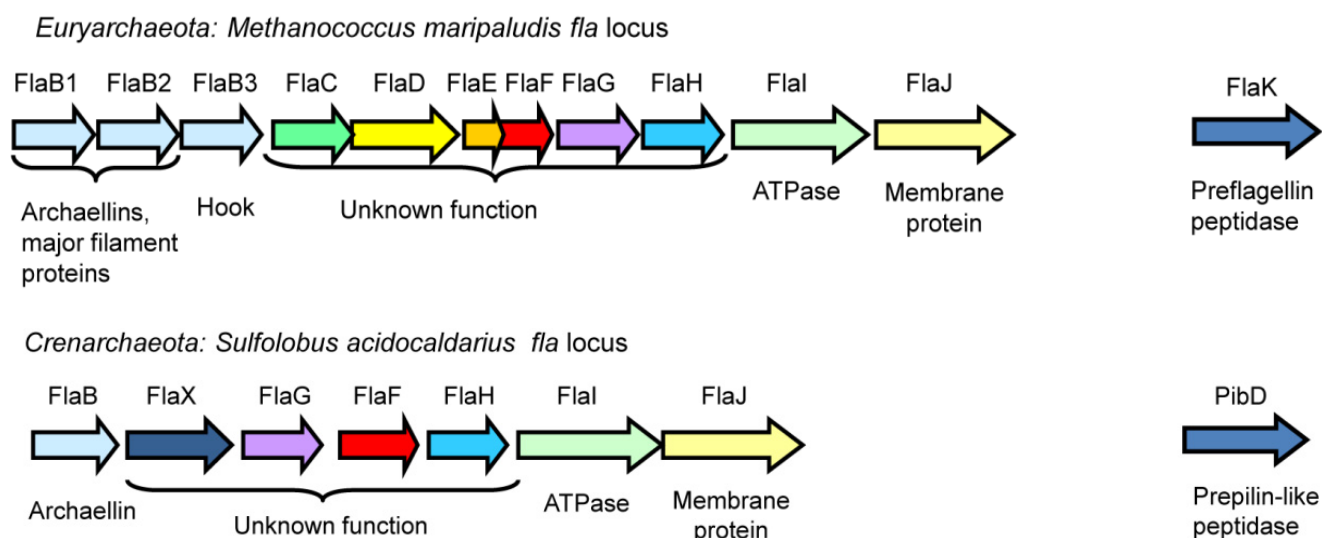 Euryarchaeota: Methanococcus maripaludis fla locus
FlaB1 FlaB2 FlaB3 FlaC FlaD FlaE FlaF FlaG FlaH FlaI FlaJ FlaK
Archaellins,
major filament
proteins
Hook
Unknown function
ATPase
Membrane
protein
Preflagellin
peptidase
Crenarchaeota: Sulfolobus acidocaldarius fla locus
FlaB FlaX FlaG FlaF FlaH FlaI FlaJ PibD
Archaellin
Unknown function
ATPase
Membrane
protein
Prepilin-like
peptidase